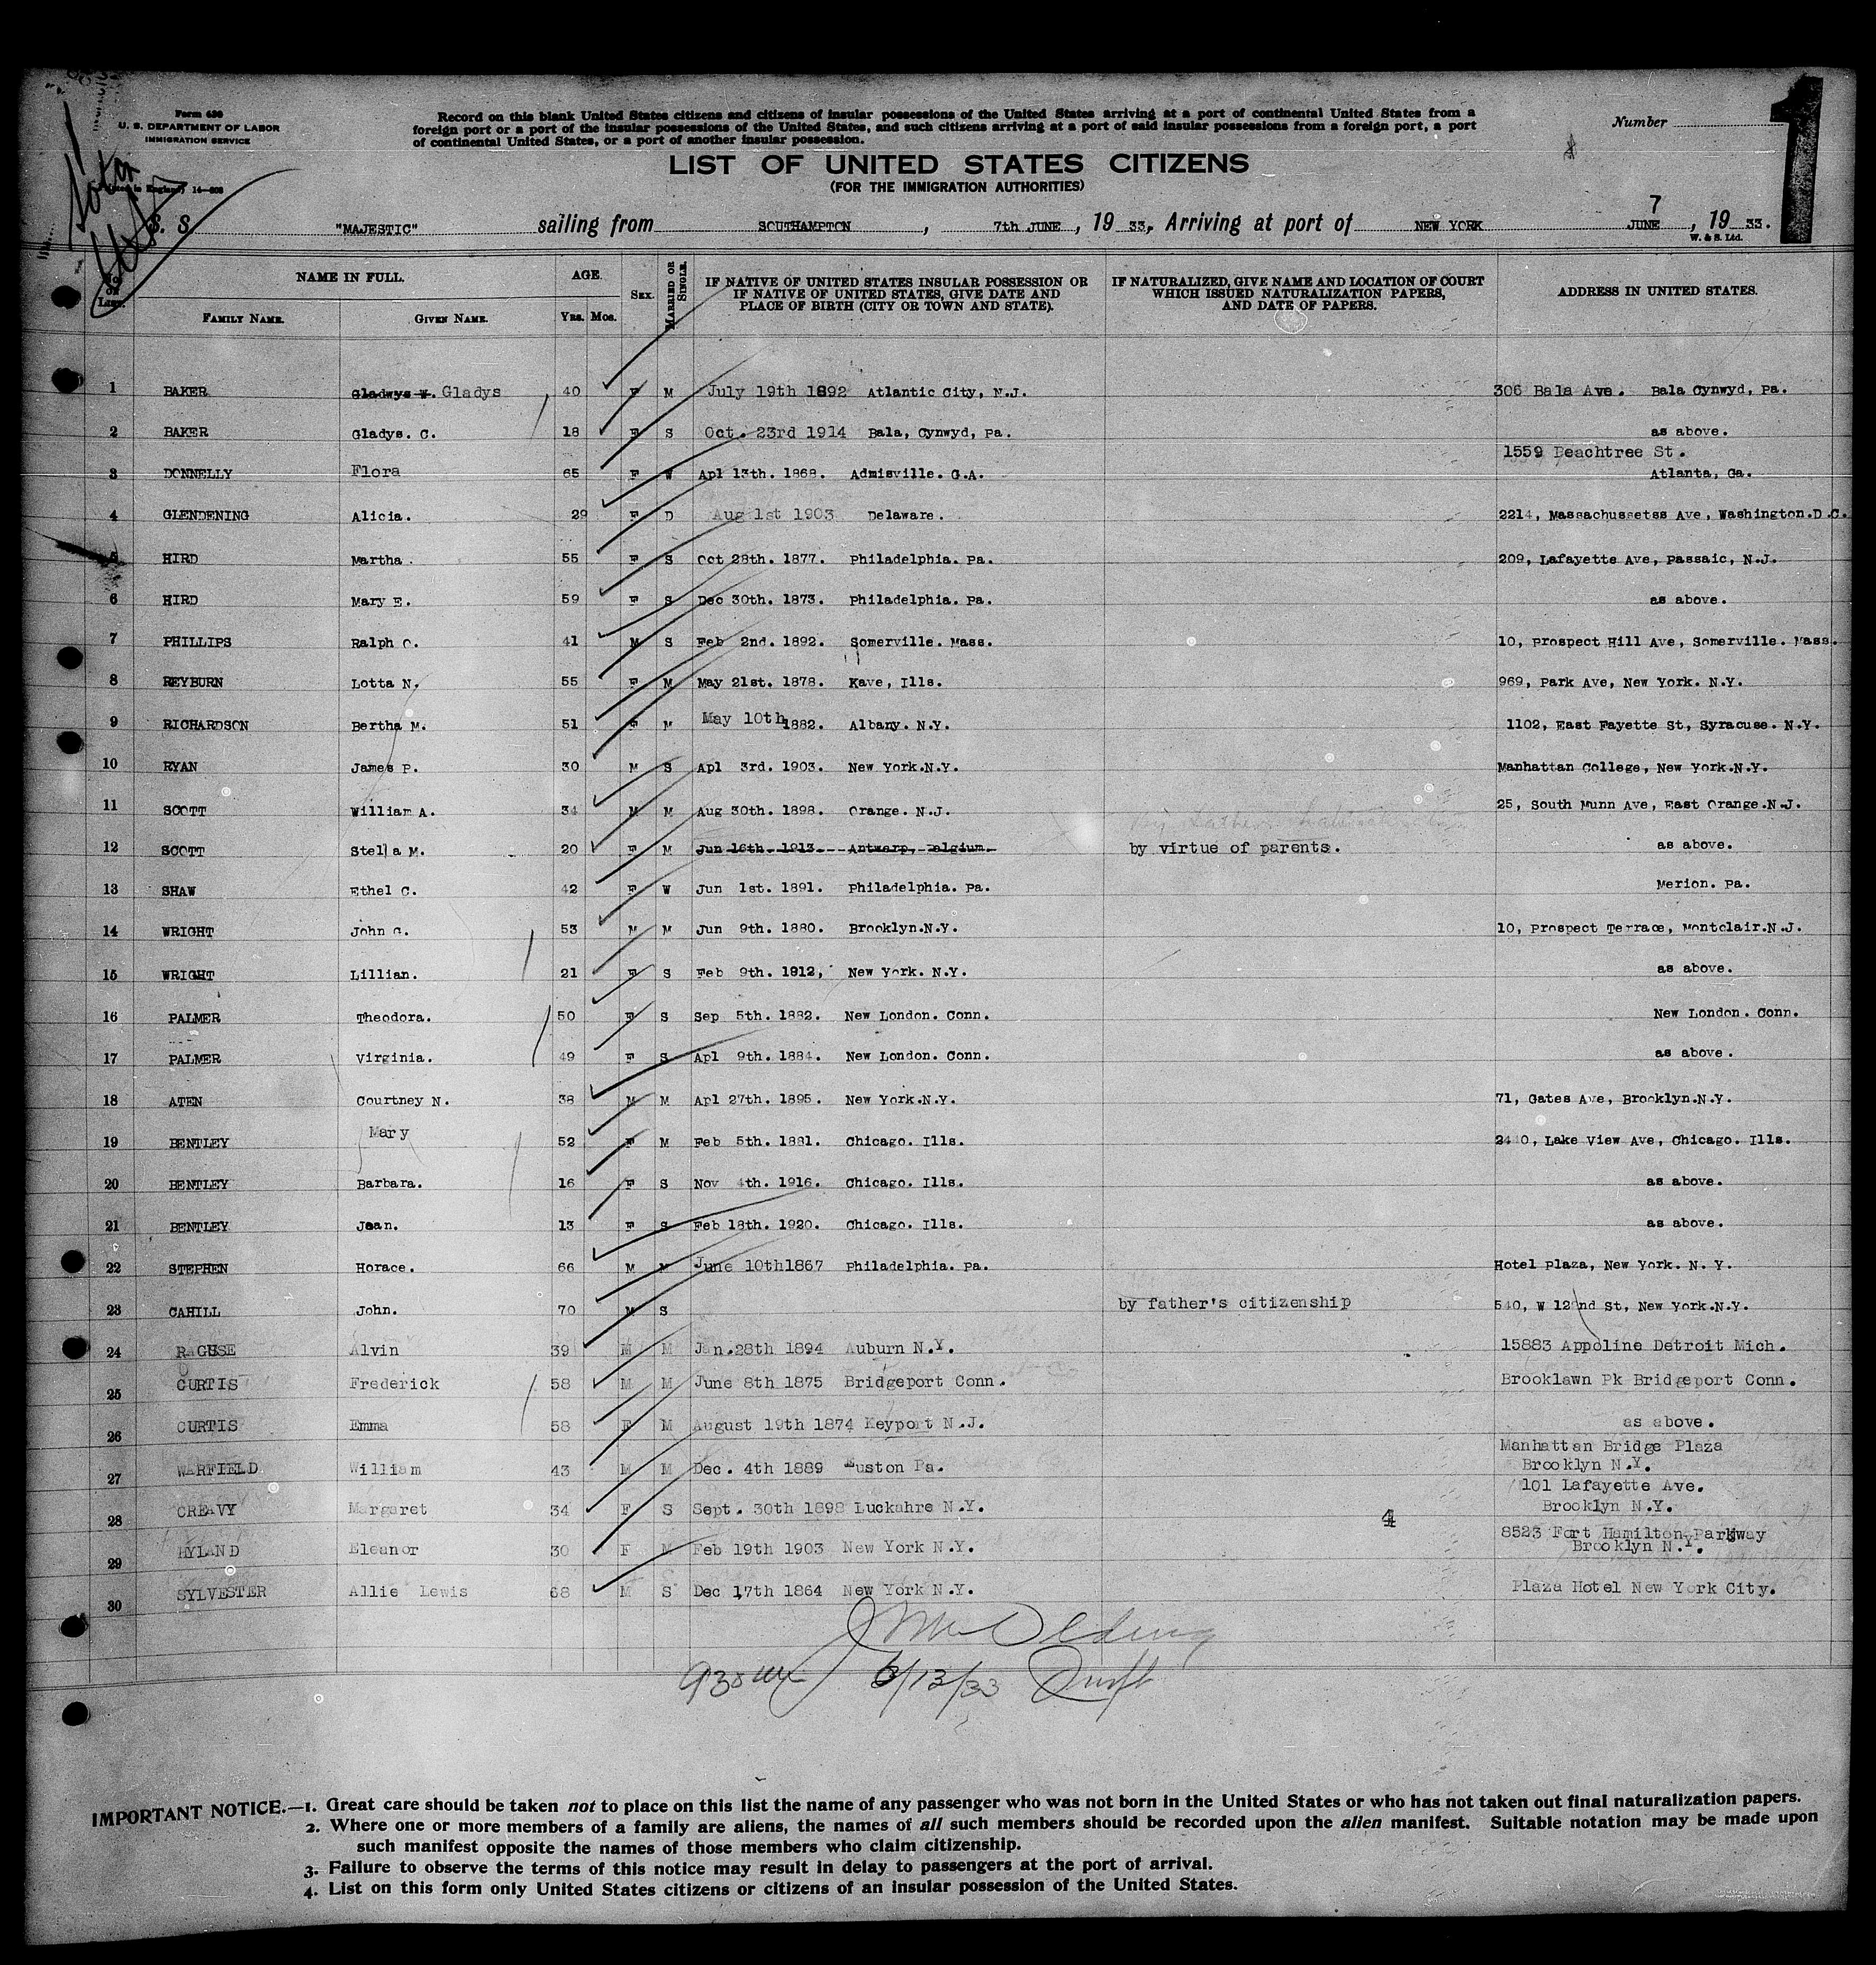 Form 630
U. S. DEPARTMENT OF LABOR
IMMIGRATION SERVICE
Record on this blank United States citizens and citizens of insular possessions of the United States arriving at a port of continental United States from a
foreign port or a port of the insular possessions of the United States, and such citizens arriving at a port of said insular possessions from a foreign port, a port
of continental United States, or a port of another insular possession.
Number
1
LIST OF UNITED STATES CITIZENS
(FOR THE IMMIGRATION AUTHORITIES)
S. S. "MAJESTIC" sailing from SOUTHAMPTON, 7th JUNE, 19 33, Arriving at port of NEW YORK 7 JUNE, 19 33.
W. & S. Ltd.
No. on List.
NAME IN FULL.
FAMILY NAME.
GIVEN NAME.
AGE.
Yrs. Mos.
SEX.
MARRIED OR SINGLE.
IF NATIVE OF UNITED STATES INSULAR POSSESSION OR
IF NATIVE OF UNITED STATES, GIVE DATE AND
PLACE OF BIRTH (CITY OR TOWN AND STATE).
IF NATURALIZED, GIVE NAME AND LOCATION OF COURT
WHICH ISSUED NATURALIZATION PAPERS,
AND DATE OF PAPERS.
ADDRESS IN UNITED STATES.
1 BAKER Gladwys W. Gladys 40 F M July 19th 1892 Atlantic City, N.J. 306 Bala Ave. Bala Cynwyd, Pa.
2 BAKER Gladys. C. 18 F S Oct. 23rd 1914 Bala, Cynwyd, Pa. as above.
1559 Peachtree St.
3 DONNELLY Flora 65 F W Apl 13th. 1868. Admisville. G.A. Atlanta, Ga.
4 GLENDENING Alicia. 29 F D Aug 1st 1903 Delaware. 2214, Massachussetss Ave, Washington.D.C.
5 HIRD Martha. 55 F S Oct 28th. 1877. Philadelphia. Pa. 209, Lafayette Ave, Passaic, N.J.
6 HIRD Mary E. 59 F S Dec 30th. 1873. Philadelphia. Pa. as above.
7 PHILLIPS Ralph O. 41 M S Feb 2nd. 1892. Somerville. Mass. 10, Prospect Hill Ave, Somerville. Mass.
8 REYBURN Lotta N. 55 F M May 21st. 1878. Kave, Ills. 969, Park Ave, New York. N.Y.
9 RICHARDSON Bertha M. 51 F M May 10th 1882. Albany. N.Y. 1102, East Fayette St, Syracuse. N.Y.
10 RYAN James P. 30 M S Apl 3rd. 1903. New York.N.Y. Manhattan College, New York.N.Y.
11 SCOTT William A. 34 M M Aug 30th. 1898. Orange. N.J. 25, South Munn Ave, East Orange.N.J.
12 SCOTT Stella M. 20 F M Jun 16th. 1913. Antwerp, Belgium. by virtue of parents. as above.
13 SHAW Ethel C. 42 F W Jun 1st. 1891. Philadelphia. Pa. Merion. Pa.
14 WRIGHT John G. 53 M M Jun 9th. 1880. Brooklyn.N.Y. 10, Prospect Terrace, Montclair.N.J.
15 WRIGHT Lillian. 21 F S Feb 9th. 1912, New York. N.Y. as above.
16 PALMER Theodora. 50 F S Sep 5th. 1882. New London. Conn. New London. Conn.
17 PALMER Virginia. 49 F S Apl 9th. 1884. New London. Conn. as above.
18 ATEN Courtney N. 38 M M Apl 27th. 1895. New York.N.Y. 71, Gates Ave, Brooklyn.N.Y.
19 BENTLEY Mary 52 F M Feb 5th. 1881. Chicago. Ills. 2440, Lake View Ave, Chicago. Ills.
20 BENTLEY Barbara. 16 F S Nov 4th. 1916. Chicago. Ills. as above.
21 BENTLEY Jean. 13 F S Feb 18th. 1920. Chicago. Ills. as above.
22 STEPHEN Horace. 66 M M June 10th1867 Philadelphia. Pa. Hotel Plaza, New York. N. Y.
23 CAHILL John. 70 M S by father's citizenship 540, W 122nd St, New York.N.Y.
24 Alvin 39 M M Jan.28th 1894 Auburn N.Y. 15883 Appoline Detroit Mich.
25 CURTIS Frederick 58 M M June 8th 1875 Bridgeport Conn. Brooklawn Pk Bridgeport Conn.
26 CURTIS Emma 58 F M August 19th 1874 Keyport N.J. as above.
Manhattan Bridge Plaza
27 WARFIELD William 43 M M Dec. 4th 1889 Euston Pa. Brooklyn N.Y.
101 Lafayette Ave.
28 CREAVY Margaret 34 F S Sept. 30th 1898 Luckahre N.Y. Brooklyn N.Y.
4
8523 Fort Hamilton Parkway
29 HYLAND Eleanor 30 F M Feb 19th 1903 New York N.Y. Brooklyn N.Y.
30 SYLVESTER Allie Lewis 68 M S Dec 17th 1864 New York N.Y. Plaza Hotel New York City.
6/13/33
IMPORTANT NOTICE.—1. Great care should be taken not to place on this list the name of any passenger who was not born in the United States or who has not taken out final naturalization papers.
2. Where one or more members of a family are aliens, the names of all such members should be recorded upon the alien manifest. Suitable notation may be made upon
such manifest opposite the names of those members who claim citizenship.
3. Failure to observe the terms of this notice may result in delay to passengers at the port of arrival.
4. List on this form only United States citizens or citizens of an insular possession of the United States.